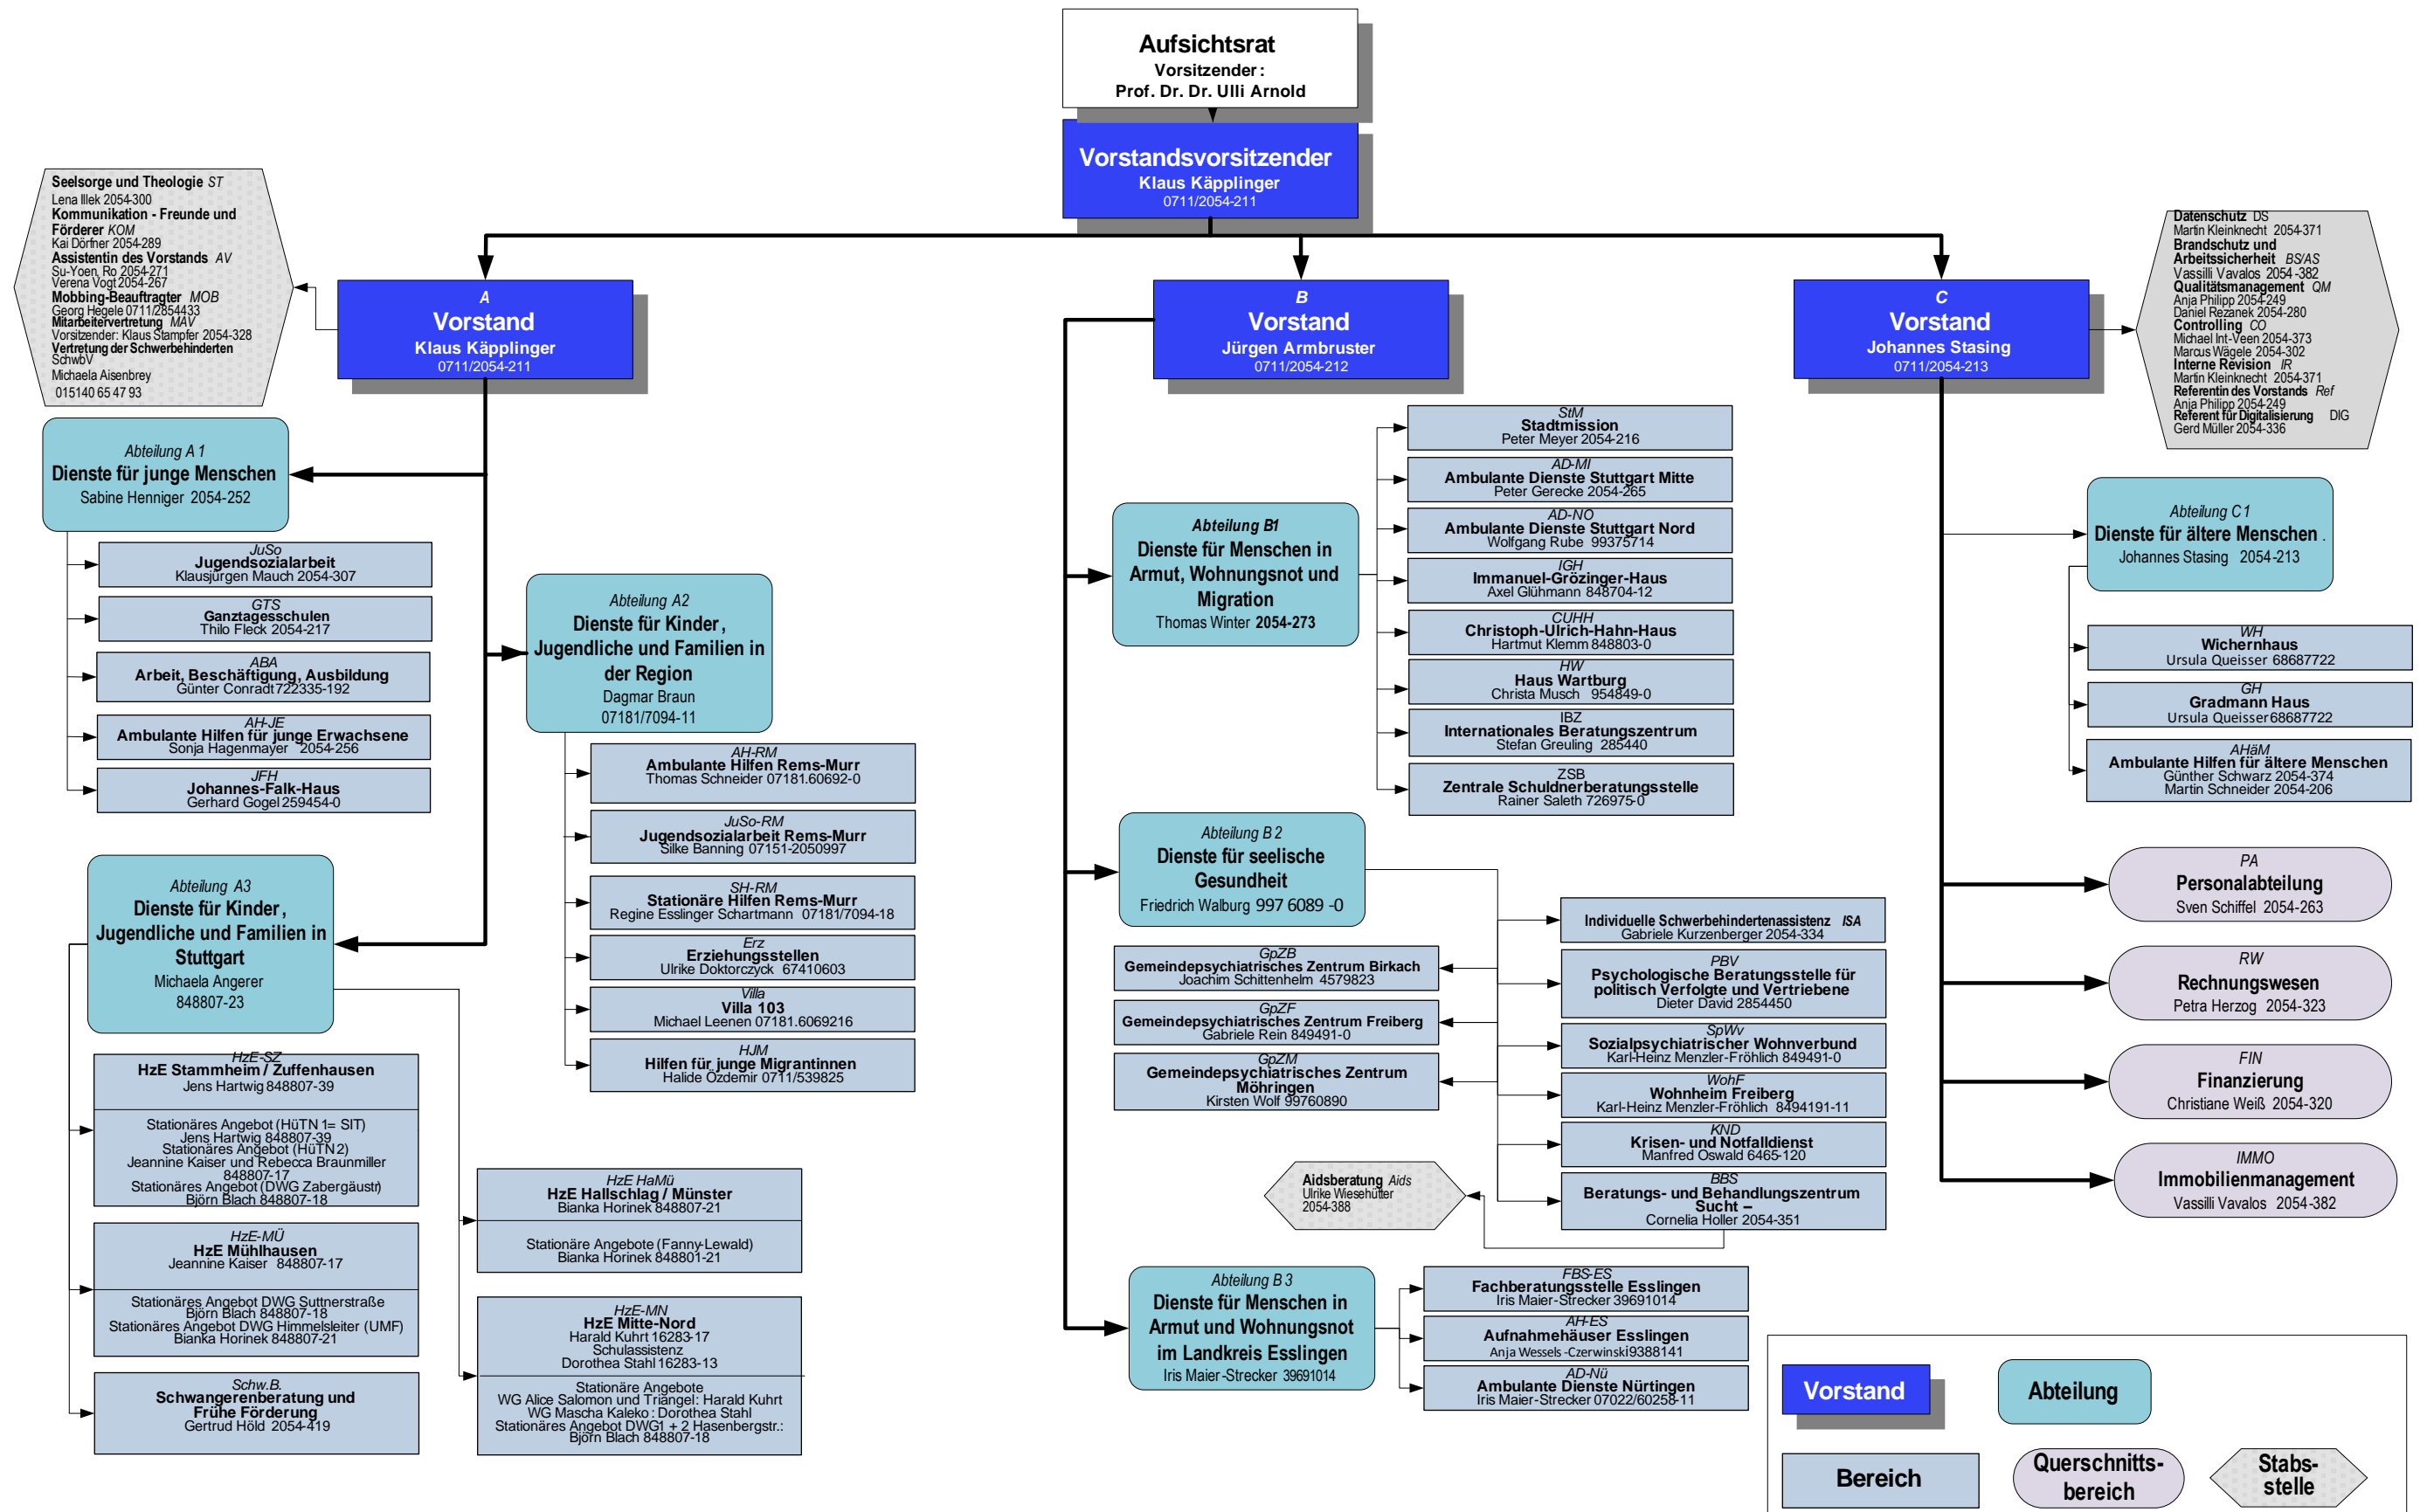 Aufsichtsrat
Vorsitzender :
Prof. Dr. Dr. Ulli Arnold
Vorstandsvorsitzender
Klaus Käpplinger
0711/2054-211
Seelsorge und Theologie ST
Lena Illek 2054-300
Kommunikation - Freunde und
Förderer KOM
Kai Dörfner 2054-289
Assistentin des Vorstands AV
Su-Yoen, Ro 2054-271
Verena Vogt 2054-267
Mobbing-Beauftragter MOB
Georg Hegele 0711/2854433
Mitarbeitervertretung MAV
Vorsitzender: Klaus Stampfer 2054-328
Vertretung der Schwerbehinderten
SchwbV
Michaela Aisenbrey
015140 65 47 93
A
Vorstand
Klaus Käpplinger
0711/2054-211
B
Vorstand
Jürgen Armbruster
0711/2054-212
C
Vorstand
Johannes Stasing
0711/2054-213
Datenschutz DS
Martin Kleinknecht 2054-371
Brandschutz und
Arbeitssicherheit BS/AS
Vassilli Vavalos 2054-382
Qualitätsmanagement QM
Anja Philipp 2054-249
Daniel Rezanek 2054-280
Controlling CO
Michael Int-Veen 2054-373
Marcus Wägele 2054-302
Interne Revision IR
Martin Kleinknecht 2054-371
Referentin des Vorstands Ref
Anja Philipp 2054-249
Referent für Digitalisierung DIG
Gerd Müller 2054-336
Abteilung A 1
Dienste für junge Menschen
Sabine Henniger 2054-252
JuSo
Jugendsozialarbeit
Klausjürgen Mauch 2054-307
GTS
Ganztagesschulen
Thilo Fleck 2054-217
ABA
Arbeit, Beschäftigung, Ausbildung
Günter Conradt722335-192
AH-JE
Ambulante Hilfen für junge Erwachsene
Sonja Hagenmayer 2054-256
JFH
Johannes-Falk-Haus
Gerhard Gogel 259454-0
Abteilung A2
Dienste für Kinder ,
Jugendliche und Familien in
der Region
Dagmar Braun
07181/7094-11
AH-RM
Ambulante Hilfen Rems-Murr
Thomas Schneider 07181.60692-0
JuSo-RM
Jugendsozialarbeit Rems-Murr
Silke Banning 07151-2050997
SH-RM
Stationäre Hilfen Rems-Murr
Regine Esslinger Schartmann 07181/7094-18
Erz
Erziehungsstellen
Ulrike Doktorczyck 67410603
Villa
Villa 103
Michael Leenen 07181.6069216
HJM
Hilfen für junge Migrantinnen
Halide Özdemir 0711/539825
Abteilung A3
Dienste für Kinder ,
Jugendliche und Familien in
Stuttgart
Michaela Angerer
848807-23
HzE-SZ
HzE Stammheim / Zuffenhausen
Jens Hartwig 848807-39
Stationäres Angebot (HüTN 1= SIT)
Jens Hartwig 848807-39
Stationäres Angebot (HüTN 2)
Jeannine Kaiser und Rebecca Braunmiller
848807-17
Stationäres Angebot (DWG Zabergäustr)
Björn Blach 848807-18
HzE-MÜ
HzE Mühlhausen
Jeannine Kaiser 848807-17
Stationäres Angebot DWG Suttnerstraße
Björn Blach 848807-18
Stationäres Angebot DWG Himmelsleiter (UMF)
Bianka Horinek 848807-21
Schw.B.
Schwangerenberatung und
Frühe Förderung
Gertrud Höld 2054-419
HzE HaMü
HzE Hallschlag / Münster
Bianka Horinek 848807-21
Stationäre Angebote (Fanny-Lewald)
Bianka Horinek 848801-21
HzE-MN
HzE Mitte-Nord
Harald Kuhrt 16283-17
Schulassistenz
Dorothea Stahl 16283-13
Stationäre Angebote
WG Alice Salomon und Triangel: Harald Kuhrt
WG Mascha Kaleko : Dorothea Stahl
Stationäres Angebot DWG1 + 2 Hasenbergstr.:
Björn Blach 848807-18
Abteilung B1
Dienste für Menschen in
Armut, Wohnungsnot und
Migration
Thomas Winter 2054-273
StM
Stadtmission
Peter Meyer 2054-216
AD-MI
Ambulante Dienste Stuttgart Mitte
Peter Gerecke 2054-265
AD-NO
Ambulante Dienste Stuttgart Nord
Wolfgang Rube 99375714
IGH
Immanuel-Grözinger-Haus
Axel Glühmann 848704-12
CUHH
Christoph-Ulrich-Hahn-Haus
Hartmut Klemm 848803-0
HW
Haus Wartburg
Christa Musch 954849-0
IBZ
Internationales Beratungszentrum
Stefan Greuling 285440
ZSB
Zentrale Schuldnerberatungsstelle
Rainer Saleth 726975-0
Abteilung B 2
Dienste für seelische
Gesundheit
Friedrich Walburg 997 6089 -0
GpZB
Gemeindepsychiatrisches Zentrum Birkach
Joachim Schittenhelm 4579823
GpZF
Gemeindepsychiatrisches Zentrum Freiberg
Gabriele Rein 849491-0
GpZM
Gemeindepsychiatrisches Zentrum
Möhringen
Kirsten Wolf 99760890
Individuelle Schwerbehindertenassistenz ISA
Gabriele Kurzenberger 2054-334
PBV
Psychologische Beratungsstelle für
politisch Verfolgte und Vertriebene
Dieter David 2854450
SpWv
Sozialpsychiatrischer Wohnverbund
Karl-Heinz Menzler-Fröhlich 849491-0
WohF
Wohnheim Freiberg
Karl-Heinz Menzler-Fröhlich 8494191-11
KND
Krisen- und Notfalldienst
Manfred Oswald 6465-120
BBS
Beratungs- und Behandlungszentrum
Sucht –
Cornelia Holler 2054-351
Aidsberatung Aids
Ulrike Wiesehütter
2054-388
Abteilung B 3
Dienste für Menschen in
Armut und Wohnungsnot
im Landkreis Esslingen
Iris Maier-Strecker 39691014
FBS-ES
Fachberatungsstelle Esslingen
Iris Maier-Strecker 39691014
AH-ES
Aufnahmehäuser Esslingen
Anja Wessels -Czerwinski9388141
AD-Nü
Ambulante Dienste Nürtingen
Iris Maier-Strecker 07022/60258-11
Abteilung C 1
Dienste für ältere Menschen .
Johannes Stasing 2054-213
WH
Wichernhaus
Ursula Queisser 68687722
GH
Gradmann Haus
Ursula Queisser 68687722
AHäM
Ambulante Hilfen für ältere Menschen
Günther Schwarz 2054-374
Martin Schneider 2054-206
PA
Personalabteilung
Sven Schiffel 2054-263
RW
Rechnungswesen
Petra Herzog 2054-323
FIN
Finanzierung
Christiane Weiß 2054-320
IMMO
Immobilienmanagement
Vassilli Vavalos 2054-382
Vorstand
Abteilung
Bereich
Querschnitts-
bereich
Stabs-
stelle